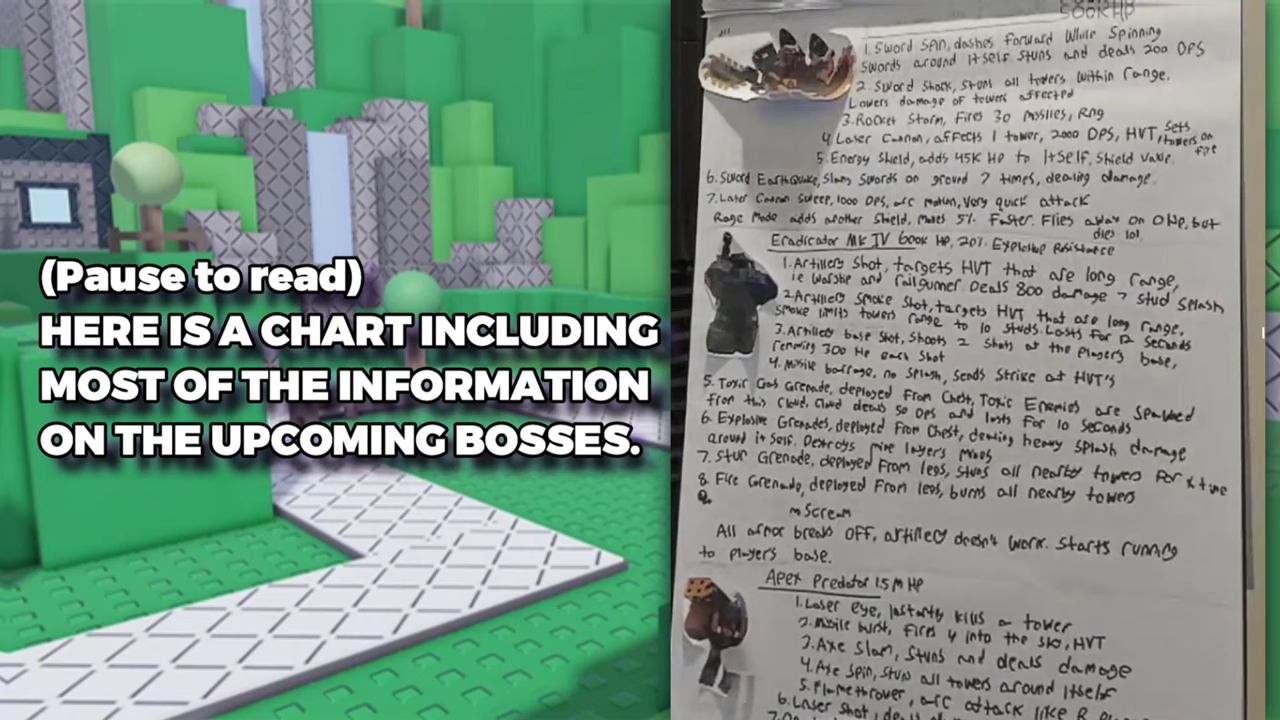 (Pause to read)
HERE IS A CHART INCLUDING
MOST OF THE INFORMATION
ON THE UPCOMING BOSSES.
500K HP
1. Sword Spin, dashes forward while spinning
swords around itself. Stuns and deals 200 DPS
2. Sword Shock, stuns all towers within range.
Lowers damage of towers affected
3. Rocket Storm, Fires 30 missiles, Rng
4. Laser Cannon, affects 1 tower, 2000 DPS, HVT, Sets
towers on
fire
5. Energy Shield, adds 45K HP to itself, Shield Value
6. Sword Earthquake, Slams Swords on ground 7 times, dealing damage.
7. Laser Cannon Sweep, 1000 DPS, arc motion, very quick attack
Rage Mode adds another Shield, Moves 5% Faster. Flies away on 0 HP, but
dies lol.
Eradicator Mk IV 600K HP, 20% Explosive Resistance
1. Artillery Shot, targets HVT that are long range,
i.e Warship and railgunner Deals 800 damage 7 stud Splash
2. Artillery Smoke Shot, targets HVT that are long range,
Smoke limits towers range to 10 studs. Lasts for 12 Seconds
3. Artillery base Shot, Shoots 2 Shots at the Player's base,
removing 300 HP each Shot
4. Missile barrage, no Splash, sends Strike at HVT's
5. Toxic Gas Grenade, deployed From Chest, Toxic Enemies are spawned
from this cloud. Cloud deals 50 DPS and lasts For 10 seconds
6. Explosive Grenades, deployed From Chest, dealing heavy Splash damage
around itself. Destroys mine layer's Mines
7. Stun Grenade, deployed From legs, stuns all nearby towers For x time
8. Fire Grenade, deployed From legs, burns all nearby towers
Scream
All armor breaks OFF, artillery doesn't work. Starts running
to Player's base.
Apex Predator 1.5M HP
1. Laser eye, Instantly kills a tower
2. Missile burst, Fires 4 into the sky, HVT
3. Axe Slam, Stuns and deals damage
4. Axe Spin, Stuns all towers around itself
5. Flamethrower, arc attack like
6. Laser Shot,